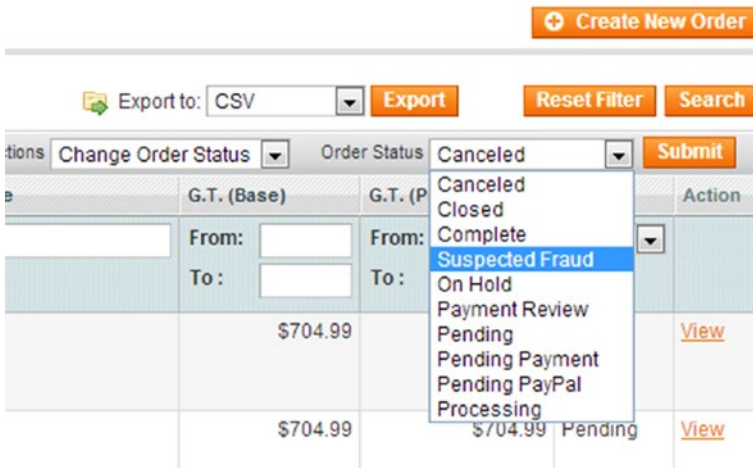 Create New Order
Export to: CSV Export Reset Filter Search
Change Order Status Order Status Canceled Submit
G.T. (Base) G.T. (P Action
From: From:
To : To :
Canceled
Closed
Complete
Suspected Fraud
On Hold
Payment Review
Pending
Pending Payment
Pending PayPal
Processing
$704.99 View
$704.99 $704.99 Pending View